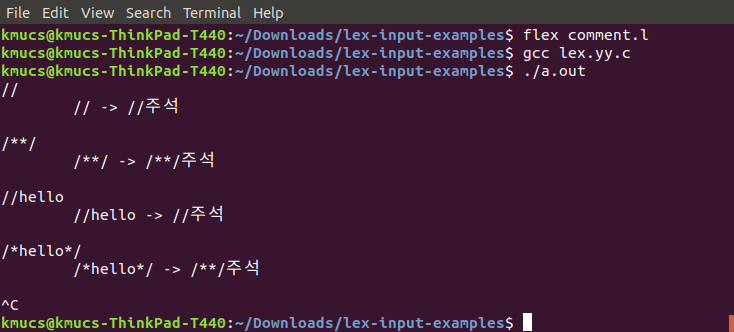 File Edit View Search Terminal Help
kmucs@kmucs-ThinkPad-T440:~/Downloads/lex-input-examples$ flex comment.l
kmucs@kmucs-ThinkPad-T440:~/Downloads/lex-input-examples$ gcc lex.yy.c
kmucs@kmucs-ThinkPad-T440:~/Downloads/lex-input-examples$ ./a.out
//
// -> //주석
/**/
/**/ -> /**/주석
//hello
//hello -> //주석
/*hello*/
/*hello*/ -> /**/주석
^C
kmucs@kmucs-ThinkPad-T440:~/Downloads/lex-input-examples$